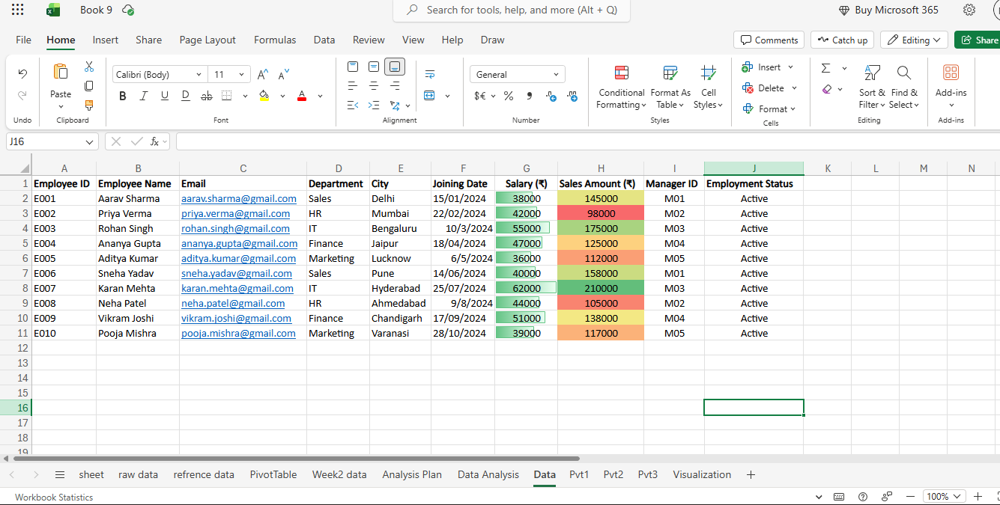 Book 9
Search for tools, help, and more (Alt + Q)
Buy Microsoft 365
File Home Insert Share Page Layout Formulas Data Review View Help Draw
Comments Catch up Editing Share
Calibri (Body) 11 General
Insert
Delete
Format
Paste
B I U D ab A
$€ % 9 .0 .00
Conditional Formatting
Format As Table
Cell Styles
Sort & Filter
Find & Select
Add-ins
Undo Clipboard Font Alignment Number Styles Cells Editing Add-ins
J16 fx
A B C D E F G H I J K L M N
1 Employee ID Employee Name Email Department City Joining Date Salary (₹) Sales Amount (₹) Manager ID Employment Status
2 E001 Aarav Sharma aarav.sharma@gmail.com Sales Delhi 15/01/2024 38000 145000 M01 Active
3 E002 Priya Verma priya.verma@gmail.com HR Mumbai 22/02/2024 42000 98000 M02 Active
4 E003 Rohan Singh rohan.singh@gmail.com IT Bengaluru 10/3/2024 55000 175000 M03 Active
5 E004 Ananya Gupta ananya.gupta@gmail.com Finance Jaipur 18/04/2024 47000 125000 M04 Active
6 E005 Aditya Kumar aditya.kumar@gmail.com Marketing Lucknow 6/5/2024 36000 112000 M05 Active
7 E006 Sneha Yadav sneha.yadav@gmail.com Sales Pune 14/06/2024 40000 158000 M01 Active
8 E007 Karan Mehta karan.mehta@gmail.com IT Hyderabad 25/07/2024 62000 210000 M03 Active
9 E008 Neha Patel neha.patel@gmail.com HR Ahmedabad 9/8/2024 44000 105000 M02 Active
10 E009 Vikram Joshi vikram.joshi@gmail.com Finance Chandigarh 17/09/2024 51000 138000 M04 Active
11 E010 Pooja Mishra pooja.mishra@gmail.com Marketing Varanasi 28/10/2024 39000 117000 M05 Active
12
13
14
15
16
17
18
19
sheet raw data refrence data PivotTable Week2 data Analysis Plan Data Analysis Data Pvt1 Pvt2 Pvt3 Visualization
Workbook Statistics 100%